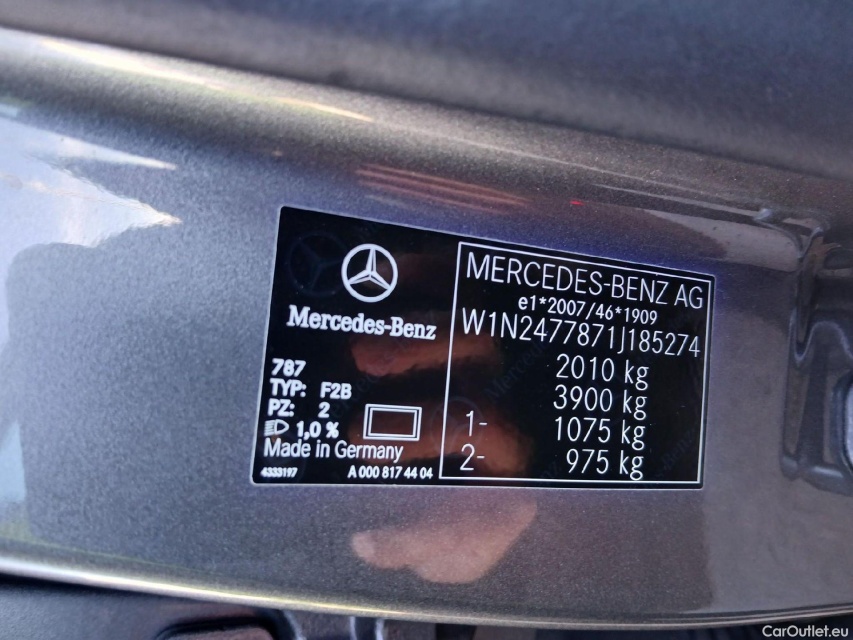 Mercedes-Benz
787
TYP: F2B
PZ: 2
1,0 %
Made in Germany
4333197 A 000 817 44 04
MERCEDES-BENZ AG
e1*2007/46*1909
W1N2477871J185274
2010 kg
3900 kg
1- 1075 kg
2- 975 kg
CarOutlet.eu